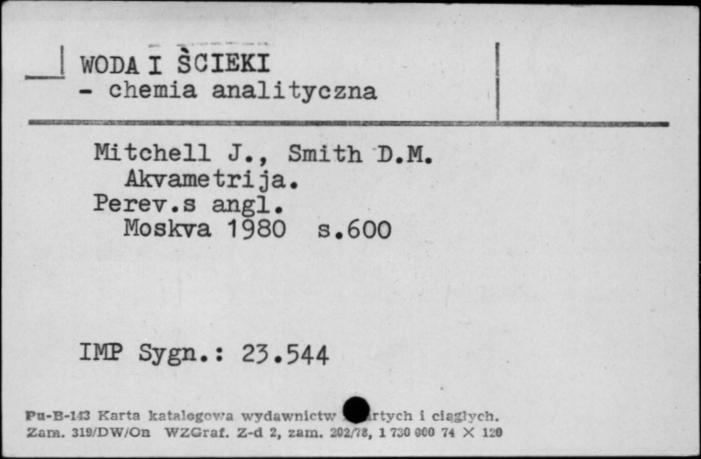 WODA I ŚCIEKI
- chemia analityczna
Mitchell J., Smith D.M.
Akvametrija.
Perev.s angl.
Moskva 1980 s.600
IMP Sygn.: 23.544
Pu-B-143 Karta katalogowa wydawnictw i ciągłych.
Zam. 319/DW/On WZGraf. Z-d 2, zam. 202/78, 1 730 000 74 × 120